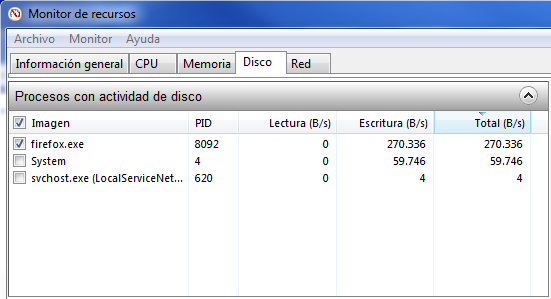 Monitor de recursos
Archivo Monitor Ayuda
Información general CPU Memoria Disco Red
Procesos con actividad de disco
Imagen PID Lectura (B/s) Escritura (B/s) Total (B/s)
firefox.exe 8092 0 270.336 270.336
System 4 0 59.746 59.746
svchost.exe (LocalServiceNet... 620 0 4 4